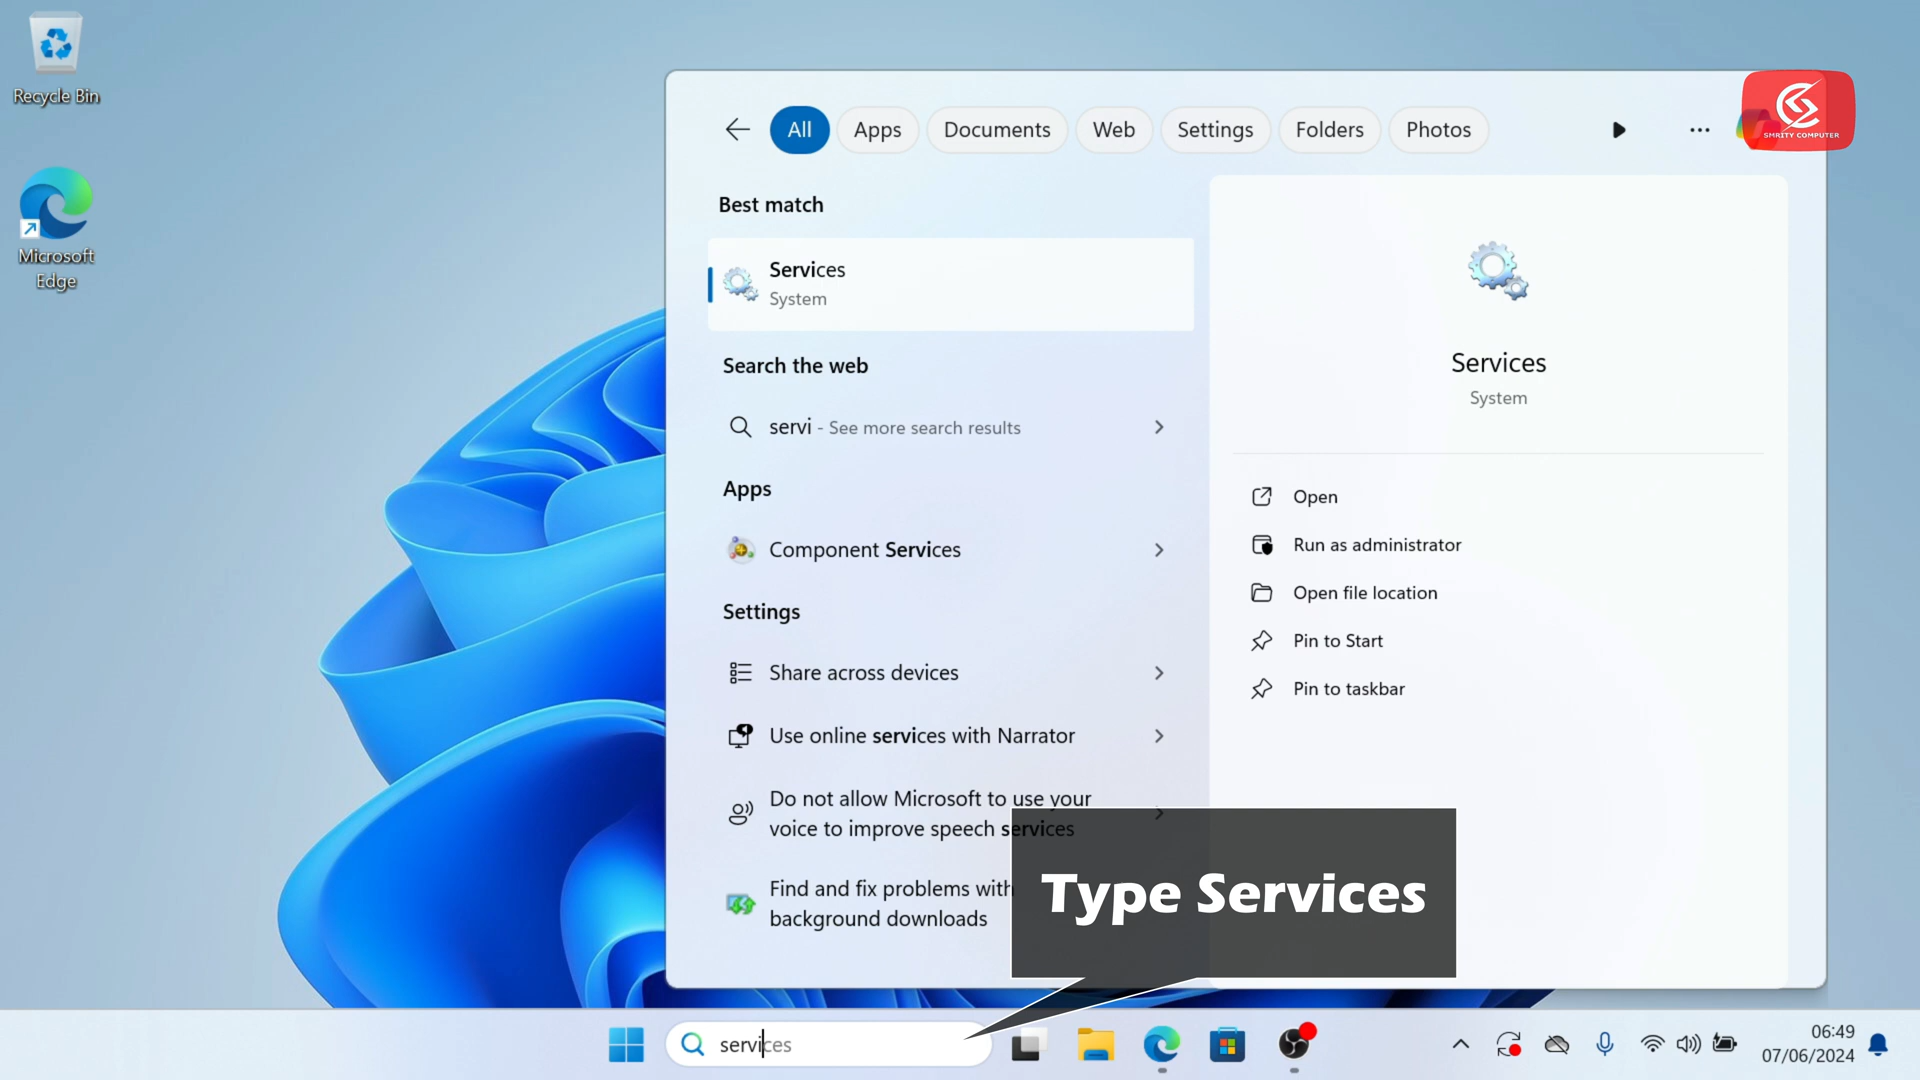 Recycle Bin
Microsoft
Edge
All
Apps
Documents
Web
Settings
Folders
Photos
SMRITY COMPUTER
Best match
Services
System
Search the web
servi - See more search results
Apps
Component Services
Settings
Share across devices
Use online services with Narrator
Do not allow Microsoft to use your
voice to improve speech services
Find and fix problems with
background downloads
Services
System
Open
Run as administrator
Open file location
Pin to Start
Pin to taskbar
Type Services
services
06:49
07/06/2024